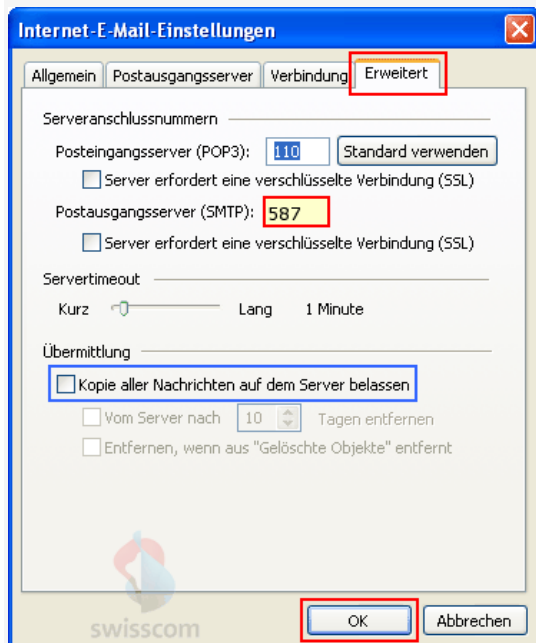 Internet-E-Mail-Einstellungen
Allgemein Postausgangsserver Verbindung Erweitert
Serveranschlussnummern
Posteingangsserver (POP3): 110 Standard verwenden
Server erfordert eine verschlüsselte Verbindung (SSL)
Postausgangsserver (SMTP): 587
Server erfordert eine verschlüsselte Verbindung (SSL)
Servertimeout
Kurz Lang 1 Minute
Übermittlung
Kopie aller Nachrichten auf dem Server belassen
Vom Server nach 10 Tagen entfernen
Entfernen, wenn aus "Gelöschte Objekte" entfernt
swisscom
OK Abbrechen